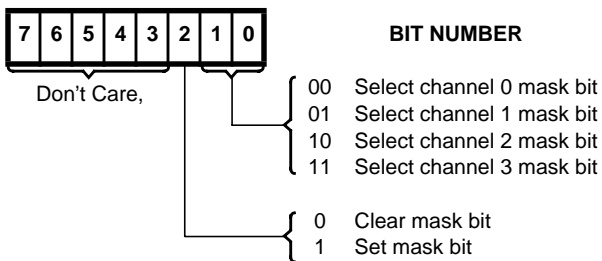 7 6 5 4 3 2 1 0 BIT NUMBER
Don't Care,
00 Select channel 0 mask bit
01 Select channel 1 mask bit
10 Select channel 2 mask bit
11 Select channel 3 mask bit
0 Clear mask bit
1 Set mask bit